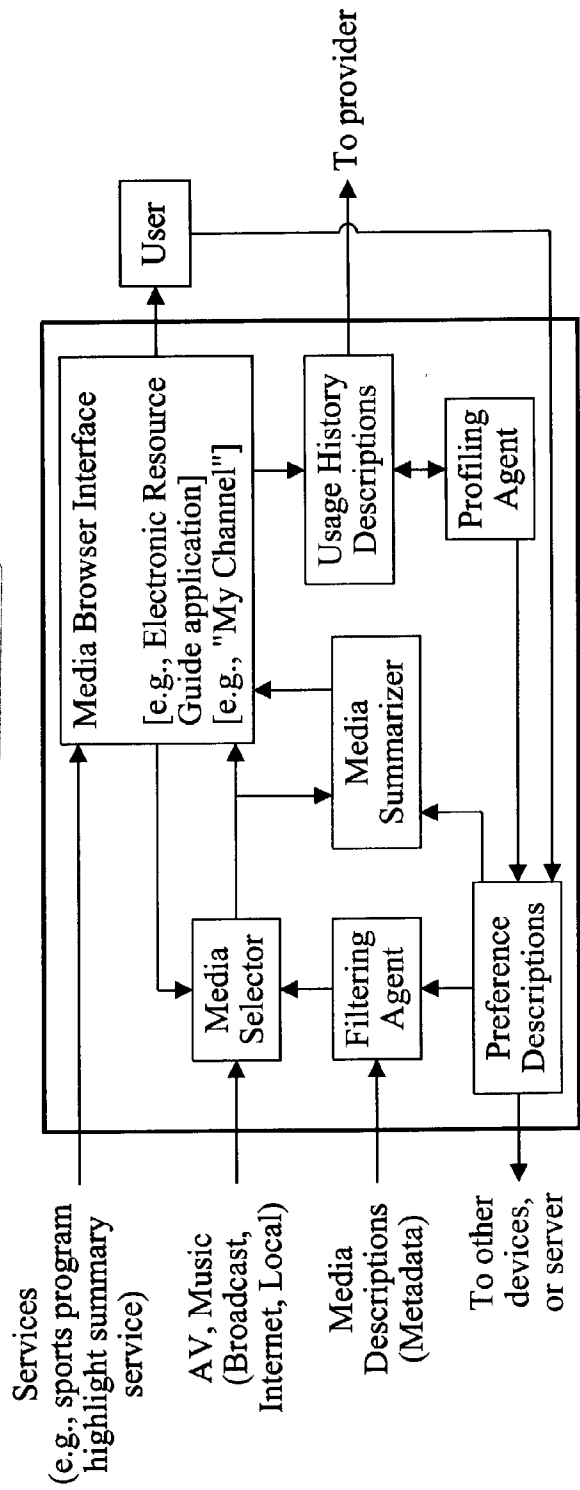 Services
(e.g., sports program
highlight summary
service)
AV, Music
(Broadcast,
Internet, Local)
Media
Descriptions
(Metadata)
To other
devices,
or server
Media Browser Interface
[e.g., Electronic Resource
Guide application]
[e.g., "My Channel"]
Media
Selector
Filtering
Agent
Preference
Descriptions
Media
Summarizer
Usage History
Descriptions
Profiling
Agent
User
To provider